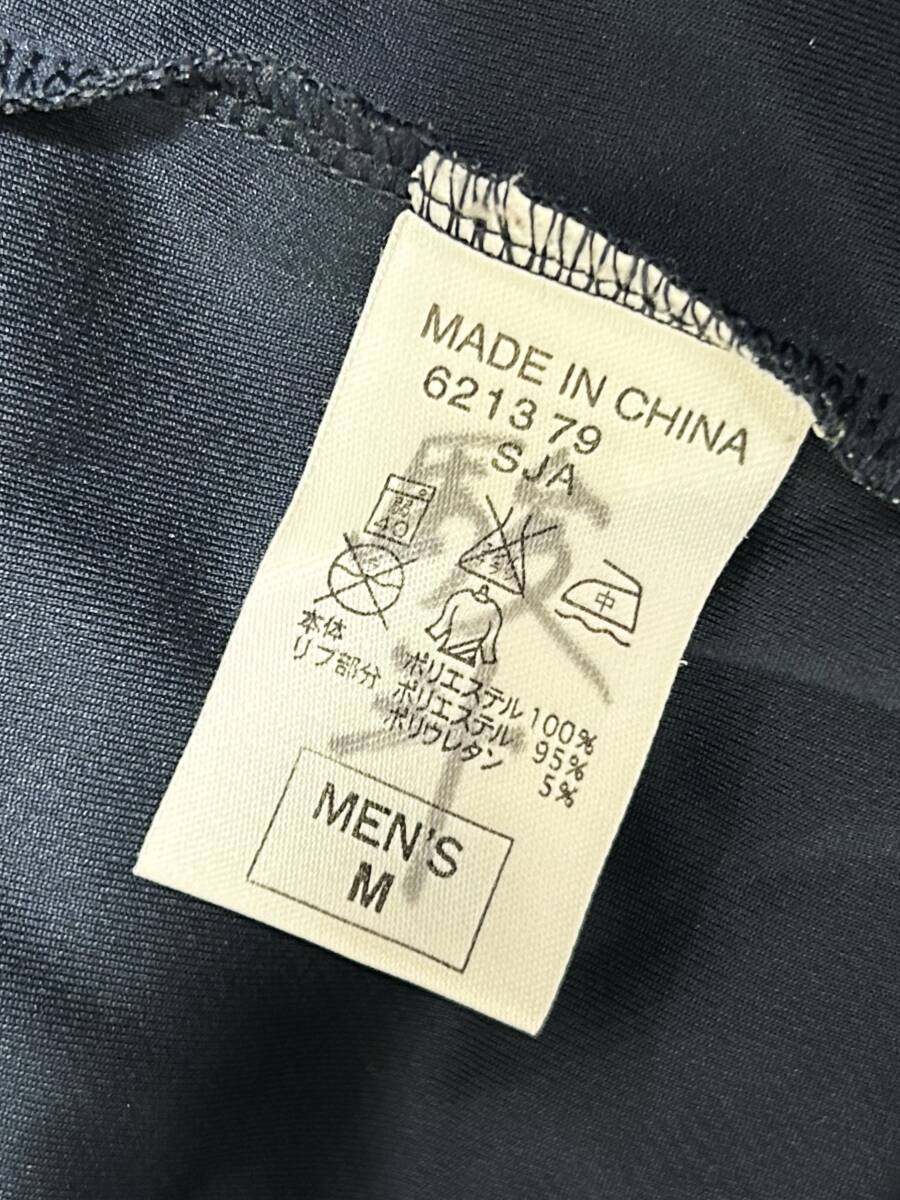 MADE IN CHINA
6213 79
SJA
弱
40
中
本体 ポリエステル 100%
リブ部分 ポリエステル 95%
ポリウレタン 5%
MEN'S
M